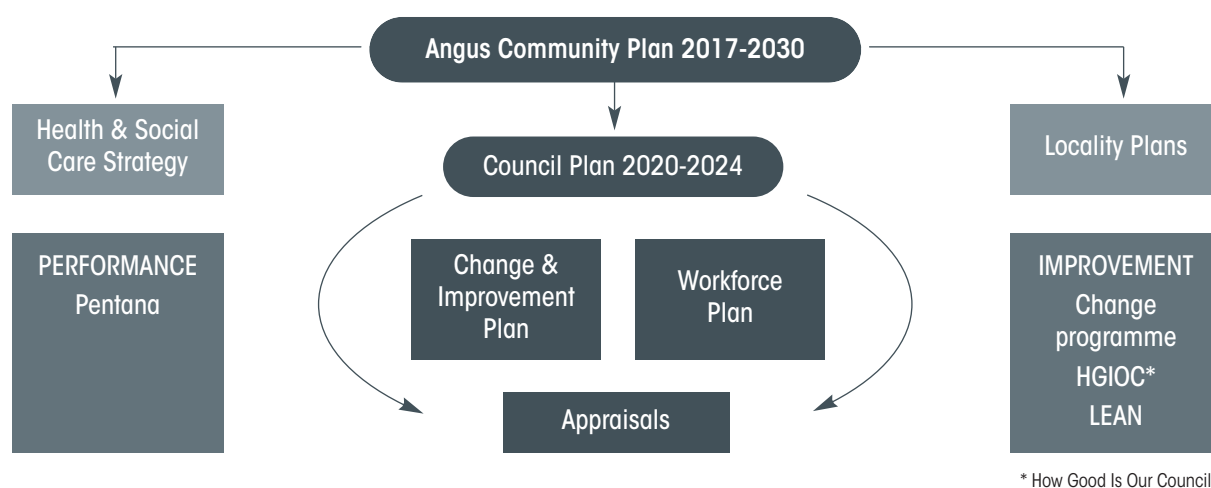 Angus Community Plan 2017-2030
Health & Social
Care Strategy
Council Plan 2020-2024
Locality Plans
PERFORMANCE
Pentana
Change &
Improvement
Plan
Workforce
Plan
IMPROVEMENT
Change
programme
HGIOC*
LEAN
Appraisals
* How Good Is Our Council